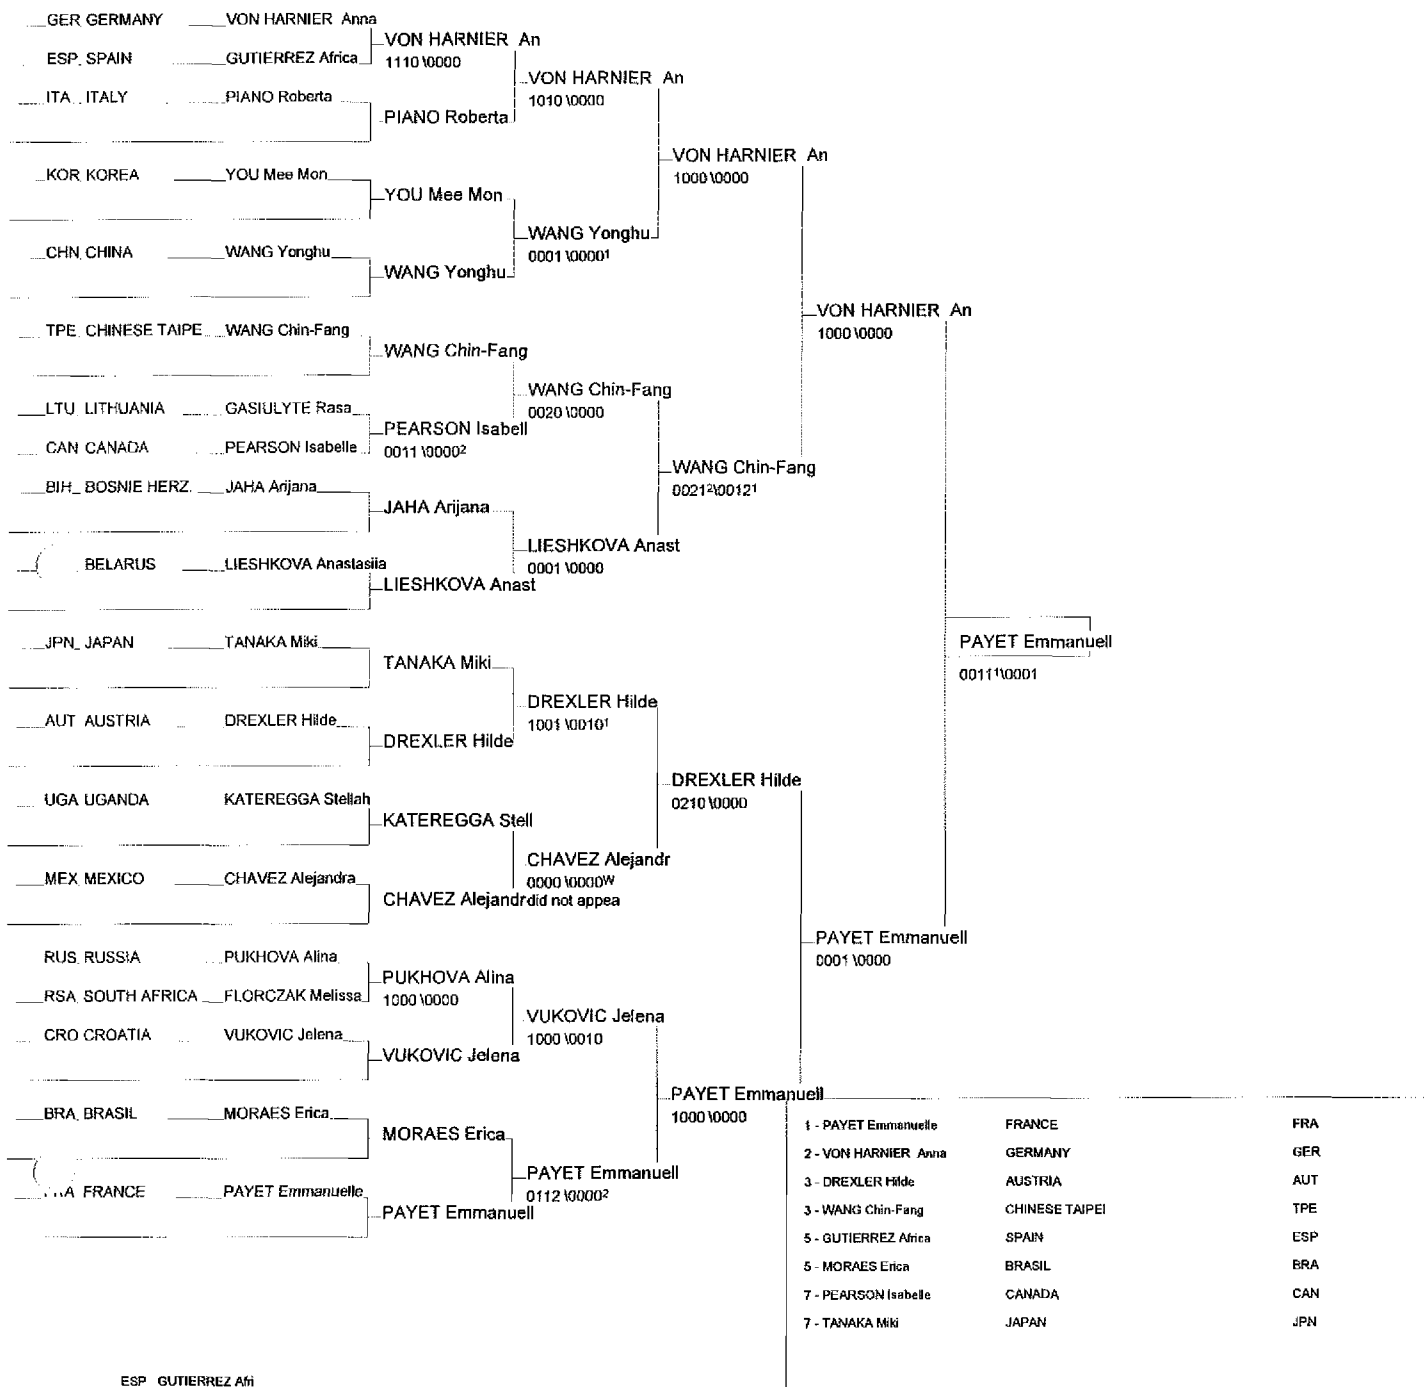 GER GERMANY VON HARNIER Anna
VON HARNIER An
ESP SPAIN GUTIERREZ Africa
1110\0000
VON HARNIER An
ITA ITALY PIANO Roberta
1010\0000
PIANO Roberta
VON HARNIER An
KOR KOREA YOU Mee Mon
1000\0000
YOU Mee Mon
WANG Yonghu
CHN CHINA WANG Yonghu
0001\0000¹
WANG Yonghu
VON HARNIER An
TPE CHINESE TAIPE WANG Chin-Fang
1000\0000
WANG Chin-Fang
WANG Chin-Fang
LTU LITHUANIA GASIULYTE Rasa
0020\0000
PEARSON Isabell
CAN CANADA PEARSON Isabelle
0011\0000²
WANG Chin-Fang
BIH BOSNIE HERZ. JAHA Arijana
0021²\0012¹
JAHA Arijana
LIESHKOVA Anast
BELARUS LIESHKOVA Anastasiia
0001\0000
LIESHKOVA Anast
JPN JAPAN TANAKA Miki
PAYET Emmanuell
TANAKA Miki
0011¹\0001
DREXLER Hilde
AUT AUSTRIA DREXLER Hilde
1001\0010¹
DREXLER Hilde
DREXLER Hilde
UGA UGANDA KATEREGGA Stellah
0210\0000
KATEREGGA Stell
CHAVEZ Alejandr
MEX MEXICO CHAVEZ Alejandra
0000\0000W
CHAVEZ Alejandr did not appea
PAYET Emmanuell
RUS RUSSIA PUKHOVA Alina
0001\0000
PUKHOVA Alina
RSA SOUTH AFRICA FLORCZAK Melissa
1000\0000
VUKOVIC Jelena
CRO CROATIA VUKOVIC Jelena
1000\0010
VUKOVIC Jelena
PAYET Emmanuell
BRA BRASIL MORAES Erica
1000\0000
MORAES Erica
PAYET Emmanuell
FRANCE PAYET Emmanuelle
0112\0000²
PAYET Emmanuell
1 - PAYET Emmanuelle FRANCE FRA
2 - VON HARNIER Anna GERMANY GER
3 - DREXLER Hilde AUSTRIA AUT
3 - WANG Chin-Fang CHINESE TAIPEI TPE
5 - GUTIERREZ Africa SPAIN ESP
5 - MORAES Erica BRASIL BRA
7 - PEARSON Isabelle CANADA CAN
7 - TANAKA Miki JAPAN JPN
ESP GUTIERREZ Afri